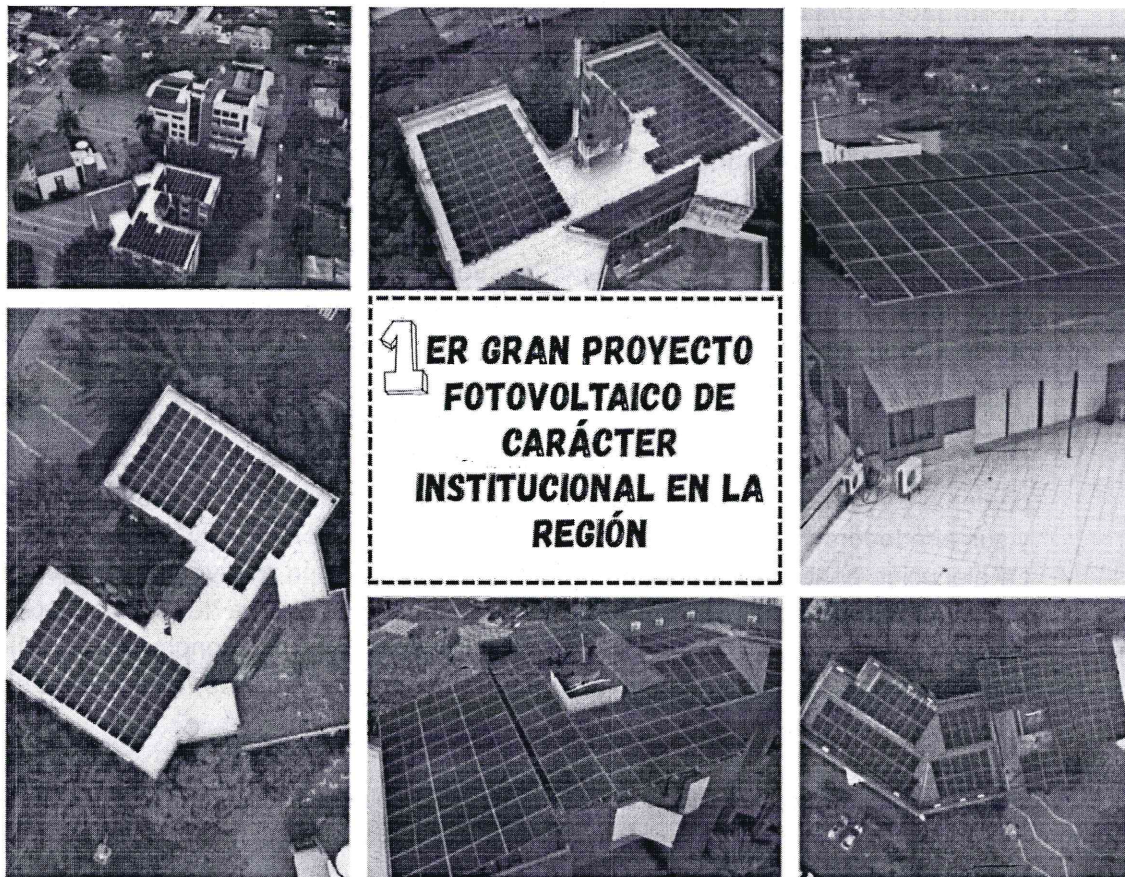 1ER GRAN PROYECTO
FOTOVOLTAICO DE
CARÁCTER
INSTITUCIONAL EN LA
REGIÓN